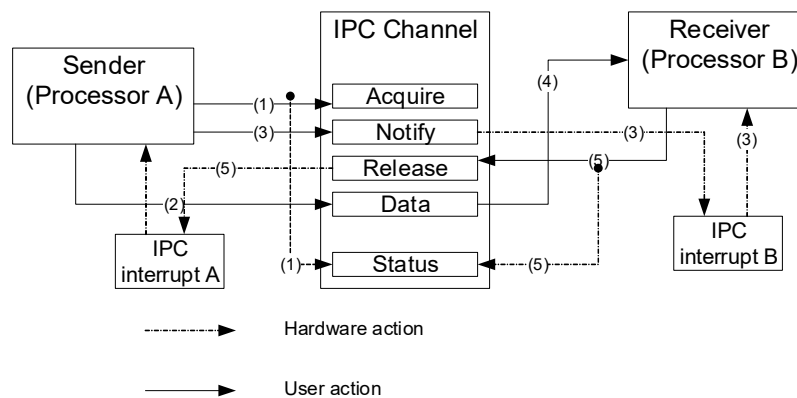 IPC Channel
Sender
(Processor A)
Receiver
(Processor B)
(1)
Acquire
(4)
(3)
Notify
(3)
(3)
(5)
Release
(5)
(2)
Data
IPC
interrupt A
IPC
interrupt B
(1)
Status
(5)
Hardware action
User action